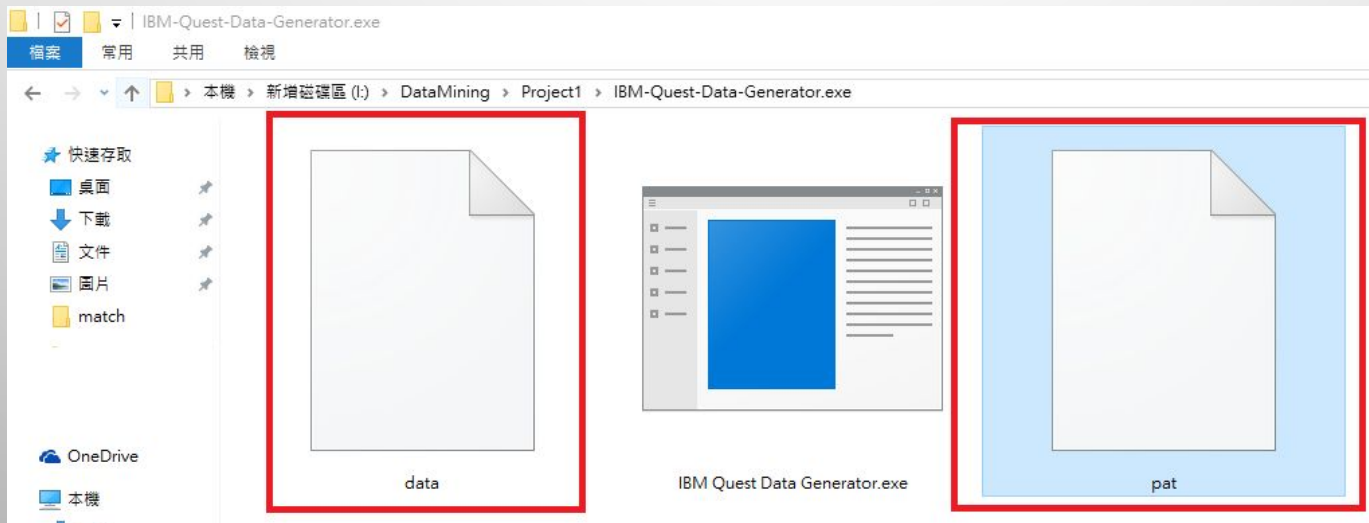 IBM-Quest-Data-Generator.exe
檔案 常用 共用 檢視
本機 › 新增磁碟區 (I:) › DataMining › Project1 › IBM-Quest-Data-Generator.exe
快速存取
桌面
下載
文件
圖片
match
OneDrive
本機
data
IBM Quest Data Generator.exe
pat